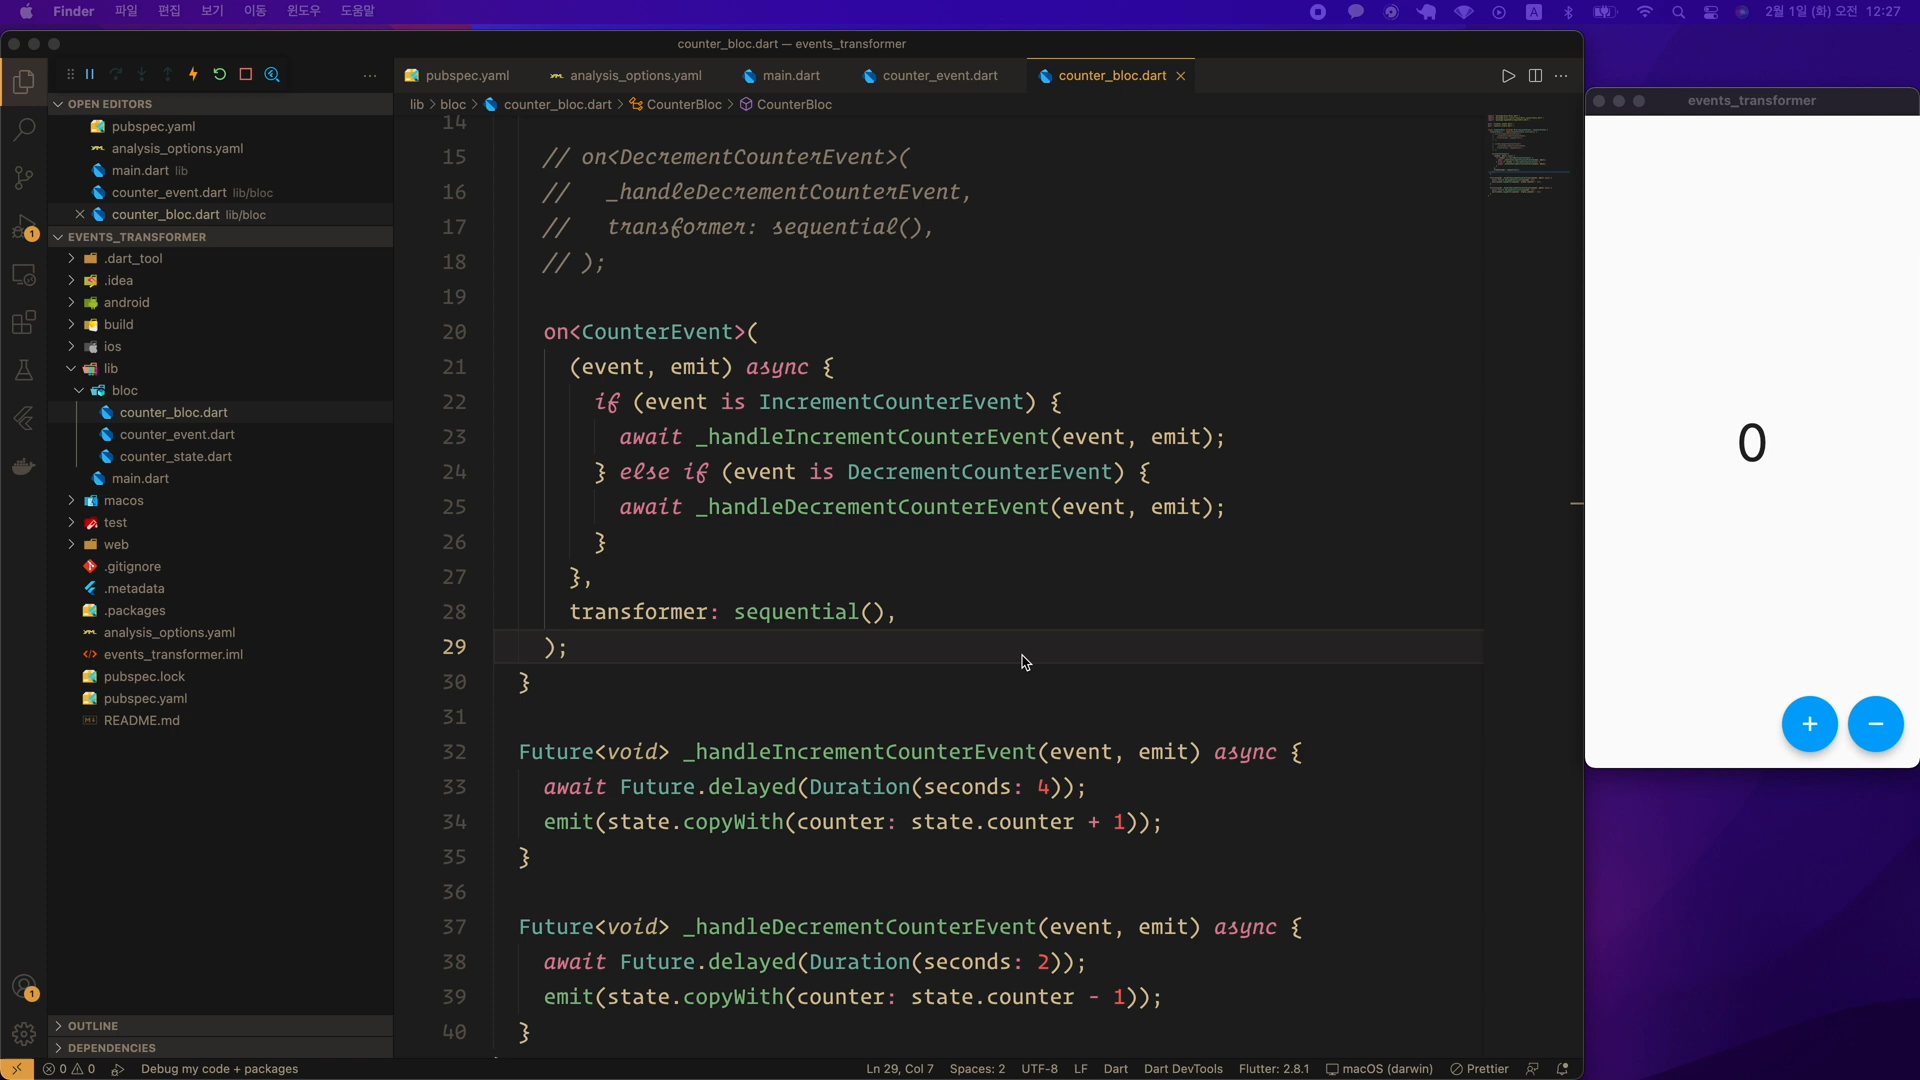 Finder 파일 편집 보기 이동 윈도우 도움말
A 2월 1일 (화) 오전 12:27
counter_bloc.dart — events_transformer
pubspec.yaml analysis_options.yaml main.dart counter_event.dart counter_bloc.dart
lib > bloc > counter_bloc.dart > CounterBloc > CounterBloc
OPEN EDITORS
pubspec.yaml
analysis_options.yaml
main.dart lib
counter_event.dart lib/bloc
counter_bloc.dart lib/bloc
EVENTS_TRANSFORMER
.dart_tool
.idea
android
build
ios
lib
bloc
counter_bloc.dart
counter_event.dart
counter_state.dart
main.dart
macos
test
web
.gitignore
.metadata
.packages
analysis_options.yaml
events_transformer.iml
pubspec.lock
pubspec.yaml
README.md
OUTLINE
DEPENDENCIES
1
1
14
15 // on<DecrementCounterEvent>(
16 //   _handleDecrementCounterEvent,
17 //   transformer: sequential(),
18 // );
19
20 on<CounterEvent>(
21 (event, emit) async {
22 if (event is IncrementCounterEvent) {
23 await _handleIncrementCounterEvent(event, emit);
24 } else if (event is DecrementCounterEvent) {
25 await _handleDecrementCounterEvent(event, emit);
26 }
27 },
28 transformer: sequential(),
29 );
30 }
31
32 Future<void> _handleIncrementCounterEvent(event, emit) async {
33 await Future.delayed(Duration(seconds: 4));
34 emit(state.copyWith(counter: state.counter + 1));
35 }
36
37 Future<void> _handleDecrementCounterEvent(event, emit) async {
38 await Future.delayed(Duration(seconds: 2));
39 emit(state.copyWith(counter: state.counter - 1));
40 }
events_transformer
0
+ −
0 0 Debug my code + packages Ln 29, Col 7 Spaces: 2 UTF-8 LF Dart Dart DevTools Flutter: 2.8.1 macOS (darwin) Prettier